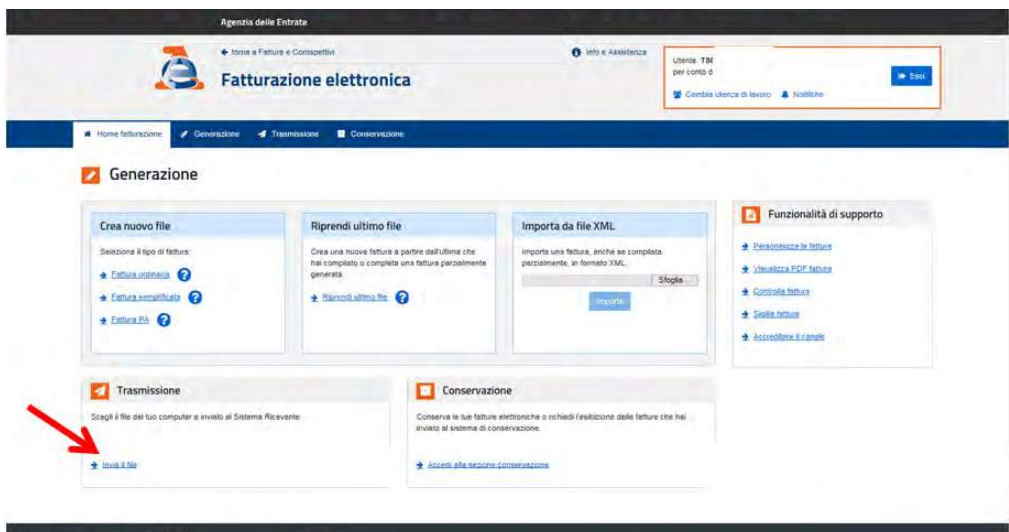 Agenzia delle Entrate
torna a Fatture e Corrispettivi
Info e Assistenza
Fatturazione elettronica
Utente: TBE
per conto d
Esci
Cambia utenza di lavoro
Notifiche
Home fatturazione
Generazione
Trasmissione
Conservazione
Generazione
Crea nuovo file
Seleziona il tipo di fattura:
Fattura ordinaria ?
Fattura semplificata ?
Fattura PA ?
Riprendi ultimo file
Crea una nuova fattura a partire dall'ultima che
hai compilato o completa una fattura parzialmente
generata.
Riprendi ultimo file ?
Importa da file XML
Importa una fattura, anche se compilata
parzialmente, in formato XML.
Sfoglia...
Importa
Funzionalità di supporto
Personalizza le fatture
Visualizza PDF fattura
Controlla fattura
Sigilla fattura
Accreditare il canale
Trasmissione
Scegli il file dal tuo computer e invialo al Sistema Ricevente.
Invia il file
Conservazione
Conserva le tue fatture elettroniche o richiedi l'esibizione delle fatture che hai
inviato al sistema di conservazione.
Accedi alla sezione conservazione